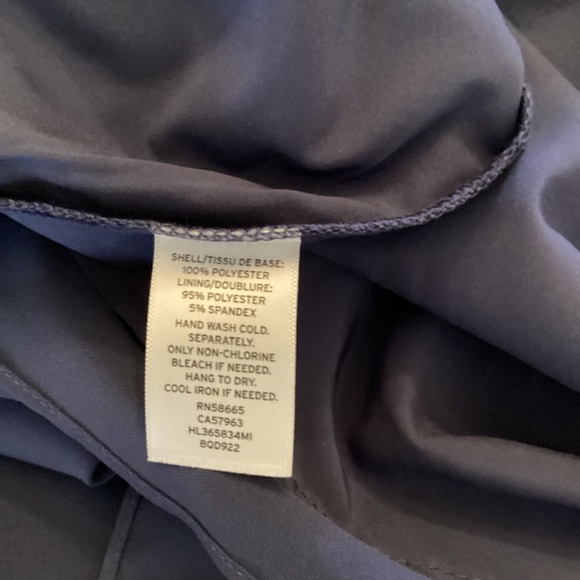 SHELL/TISSU DE BASE:
100% POLYESTER
LINING/DOUBLURE:
95% POLYESTER
5% SPANDEX
HAND WASH COLD.
SEPARATELY.
ONLY NON-CHLORINE
BLEACH IF NEEDED.
HANG TO DRY.
COOL IRON IF NEEDED.
RN58665
CA57963
HL365834MI
BQD922